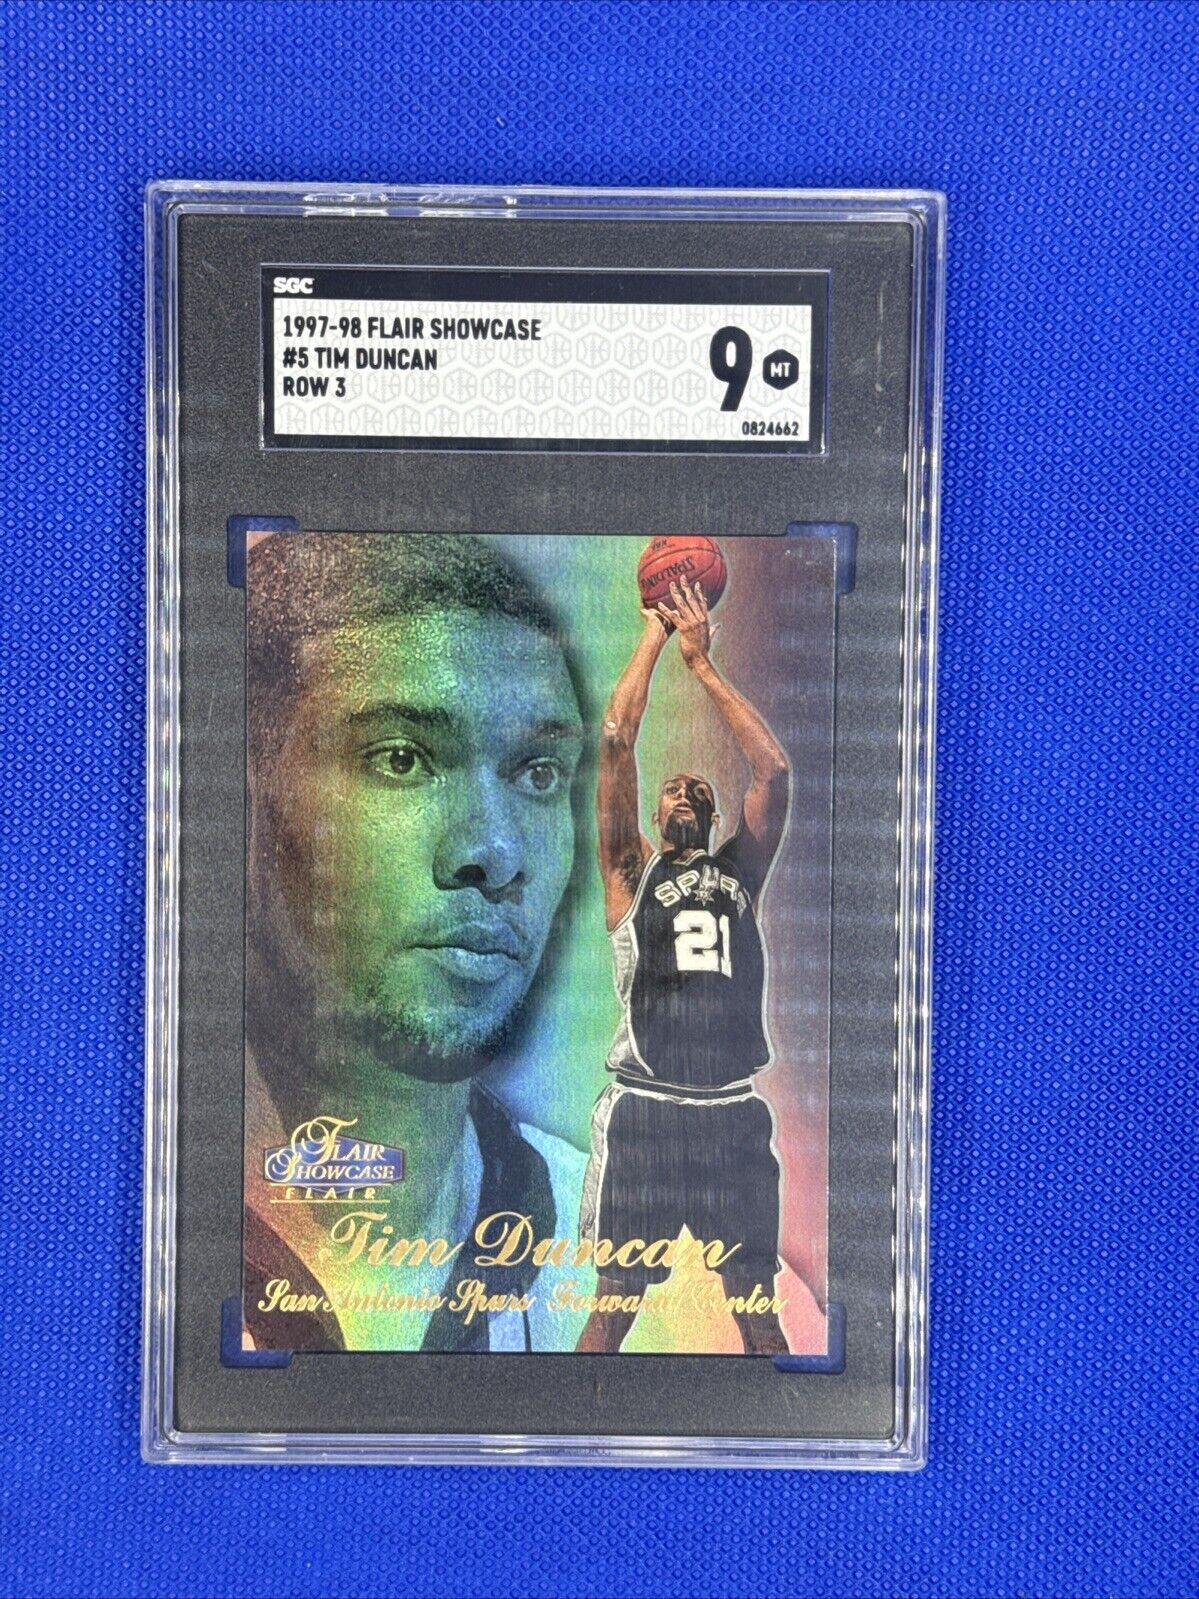 SGC
1997-98 FLAIR SHOWCASE
#5 TIM DUNCAN
ROW 3
9 MT
0824662
SPALDING
NBA
SPURS
21
FLAIR
SHOWCASE
FLAIR
Tim Duncan
San Antonio Spurs Forward/Center